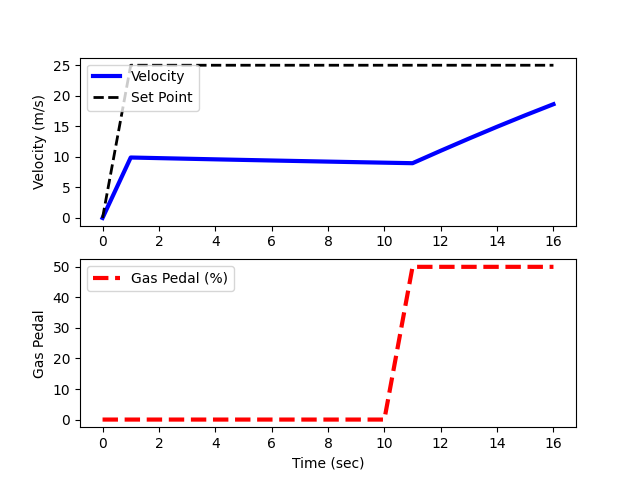 25
20
15
10
5
0
Velocity (m/s)
Velocity
Set Point
0 2 4 6 8 10 12 14 16
50
40
30
20
10
0
Gas Pedal
Gas Pedal (%)
0 2 4 6 8 10 12 14 16
Time (sec)